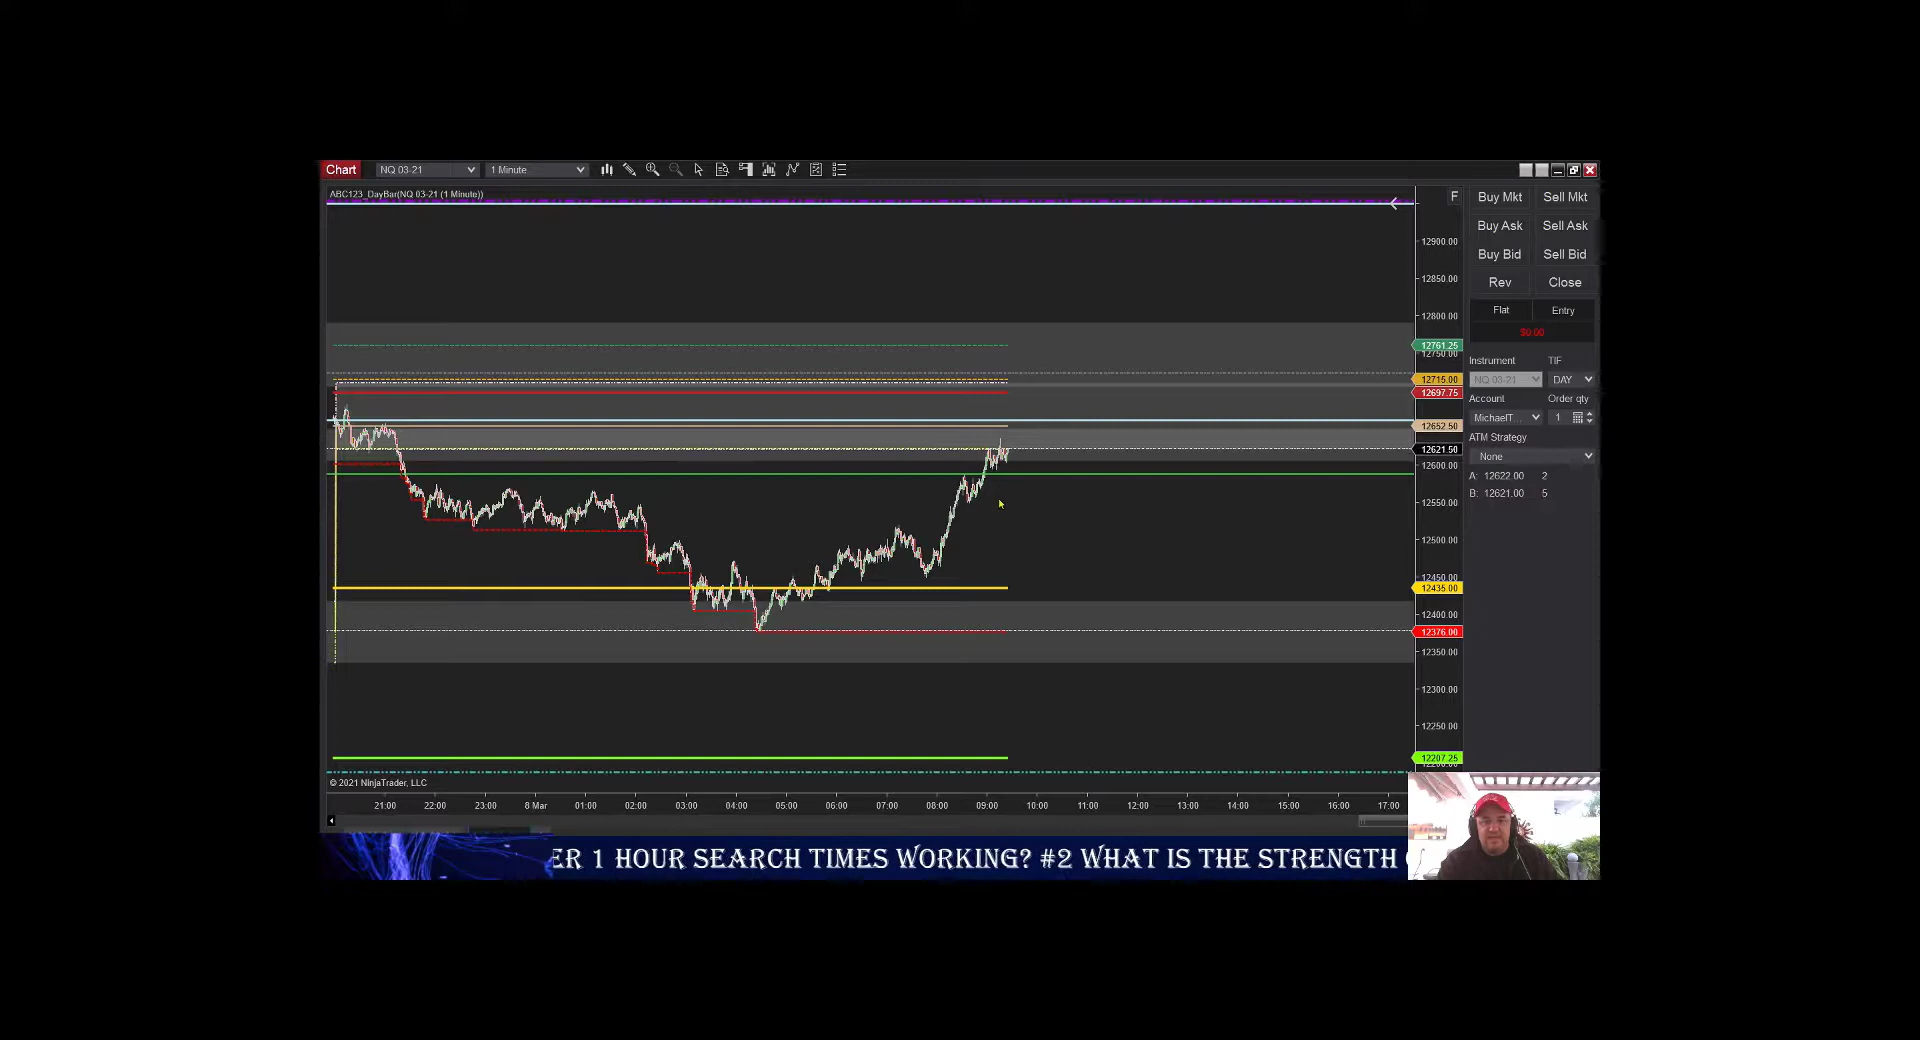 Chart NQ 03-21 1 Minute
ABC123_DayBar(NQ 03-21 (1 Minute))
F
12900.00
12850.00
12800.00
12761.25
12750.00
12715.00
12697.75
12652.50
12621.50
12600.00
12550.00
12500.00
12450.00
12435.00
12400.00
12376.00
12350.00
12300.00
12250.00
12207.25
Buy Mkt Sell Mkt
Buy Ask Sell Ask
Buy Bid Sell Bid
Rev Close
Flat Entry
$0.00
Instrument TIF
NQ 03-21 DAY
Account Order qty
MichaelT... 1
ATM Strategy
None
A: 12622.00 2
B: 12621.00 5
© 2021 NinjaTrader, LLC
21:00 22:00 23:00 8 Mar 01:00 02:00 03:00 04:00 05:00 06:00 07:00 08:00 09:00 10:00 11:00 12:00 13:00 14:00 15:00 16:00 17:00
ER 1 HOUR SEARCH TIMES WORKING? #2 WHAT IS THE STRENGTH